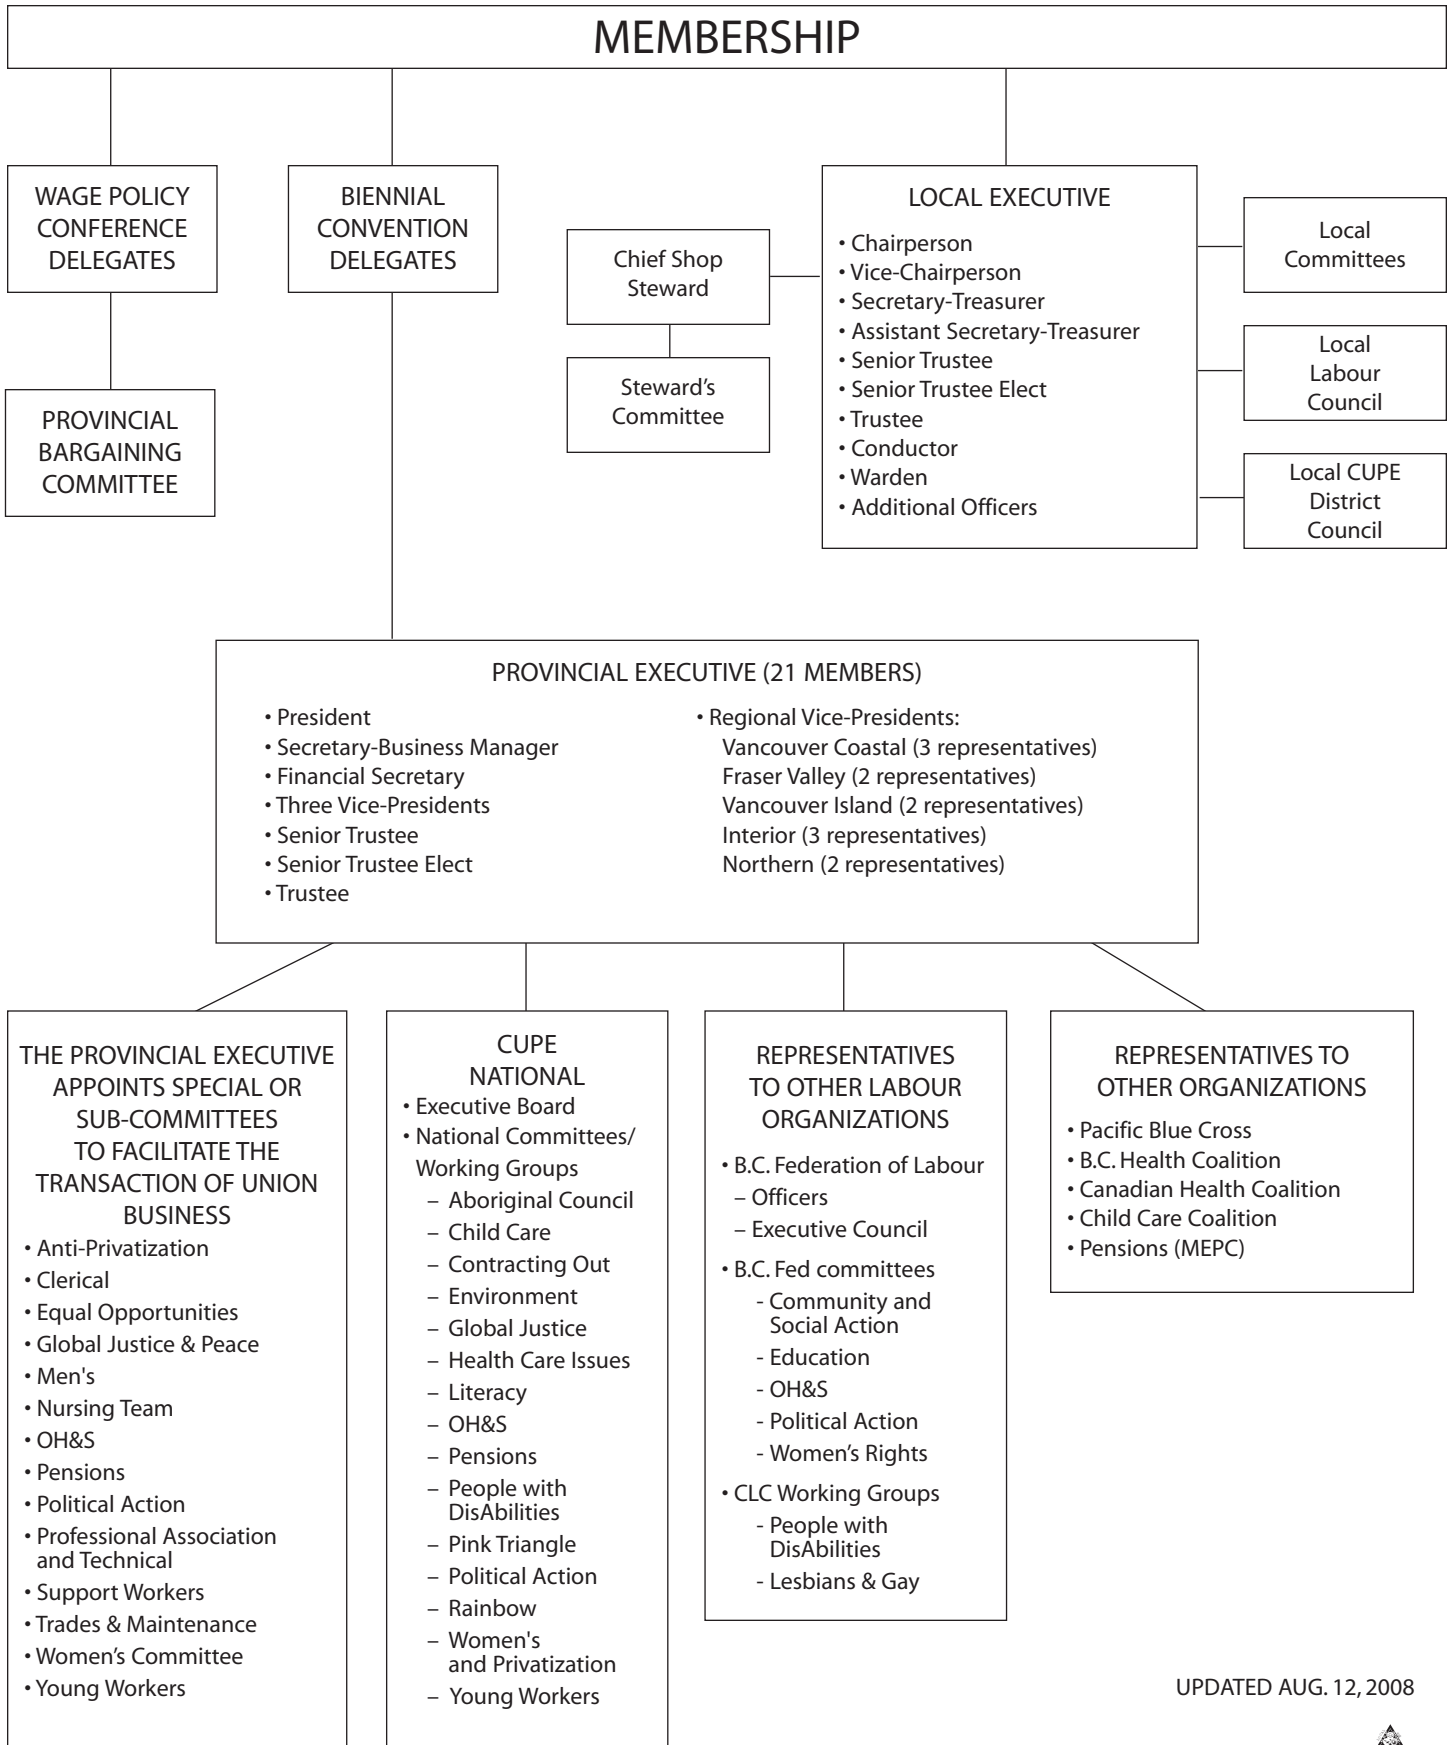 MEMBERSHIP
WAGE POLICY
CONFERENCE
DELEGATES
BIENNIAL
CONVENTION
DELEGATES
LOCAL EXECUTIVE
• Chairperson
• Vice-Chairperson
• Secretary-Treasurer
• Assistant Secretary-Treasurer
• Senior Trustee
• Senior Trustee Elect
• Trustee
• Conductor
• Warden
• Additional Officers
Chief Shop
Steward
Steward's
Committee
Local
Committees
Local
Labour
Council
Local CUPE
District
Council
PROVINCIAL
BARGAINING
COMMITTEE
PROVINCIAL EXECUTIVE (21 MEMBERS)
• President
• Secretary-Business Manager
• Financial Secretary
• Three Vice-Presidents
• Senior Trustee
• Senior Trustee Elect
• Trustee
• Regional Vice-Presidents:
Vancouver Coastal (3 representatives)
Fraser Valley (2 representatives)
Vancouver Island (2 representatives)
Interior (3 representatives)
Northern (2 representatives)
THE PROVINCIAL EXECUTIVE
APPOINTS SPECIAL OR
SUB-COMMITTEES
TO FACILITATE THE
TRANSACTION OF UNION
BUSINESS
• Anti-Privatization
• Clerical
• Equal Opportunities
• Global Justice & Peace
• Men's
• Nursing Team
• OH&S
• Pensions
• Political Action
• Professional Association
and Technical
• Support Workers
• Trades & Maintenance
• Women's Committee
• Young Workers
CUPE
NATIONAL
• Executive Board
• National Committees/
Working Groups
– Aboriginal Council
– Child Care
– Contracting Out
– Environment
– Global Justice
– Health Care Issues
– Literacy
– OH&S
– Pensions
– People with
DisAbilities
– Pink Triangle
– Political Action
– Rainbow
– Women's
and Privatization
– Young Workers
REPRESENTATIVES
TO OTHER LABOUR
ORGANIZATIONS
• B.C. Federation of Labour
– Officers
– Executive Council
• B.C. Fed committees
- Community and
Social Action
- Education
- OH&S
- Political Action
- Women's Rights
• CLC Working Groups
- People with
DisAbilities
- Lesbians & Gay
REPRESENTATIVES TO
OTHER ORGANIZATIONS
• Pacific Blue Cross
• B.C. Health Coalition
• Canadian Health Coalition
• Child Care Coalition
• Pensions (MEPC)
UPDATED AUG. 12, 2008